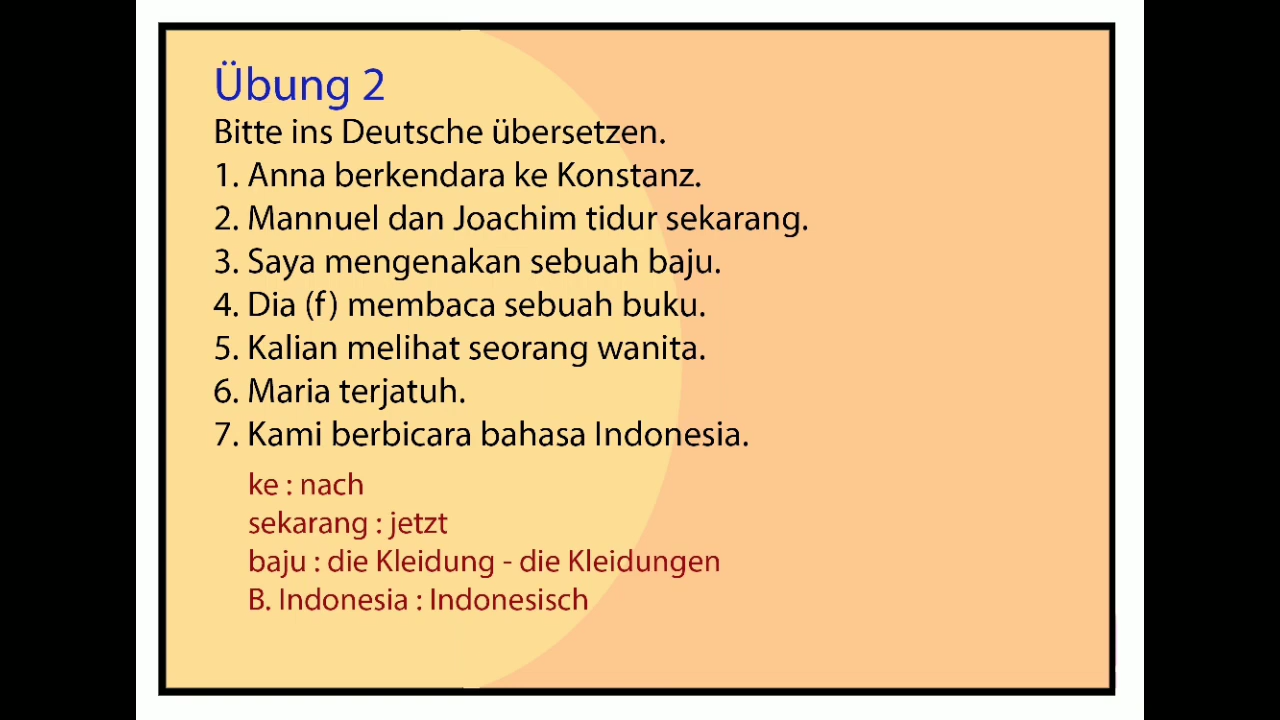 Übung 2
Bitte ins Deutsche übersetzen.
1. Anna berkendara ke Konstanz.
2. Mannuel dan Joachim tidur sekarang.
3. Saya mengenakan sebuah baju.
4. Dia (f) membaca sebuah buku.
5. Kalian melihat seorang wanita.
6. Maria terjatuh.
7. Kami berbicara bahasa Indonesia.
ke : nach
sekarang : jetzt
baju : die Kleidung - die Kleidungen
B. Indonesia : Indonesisch